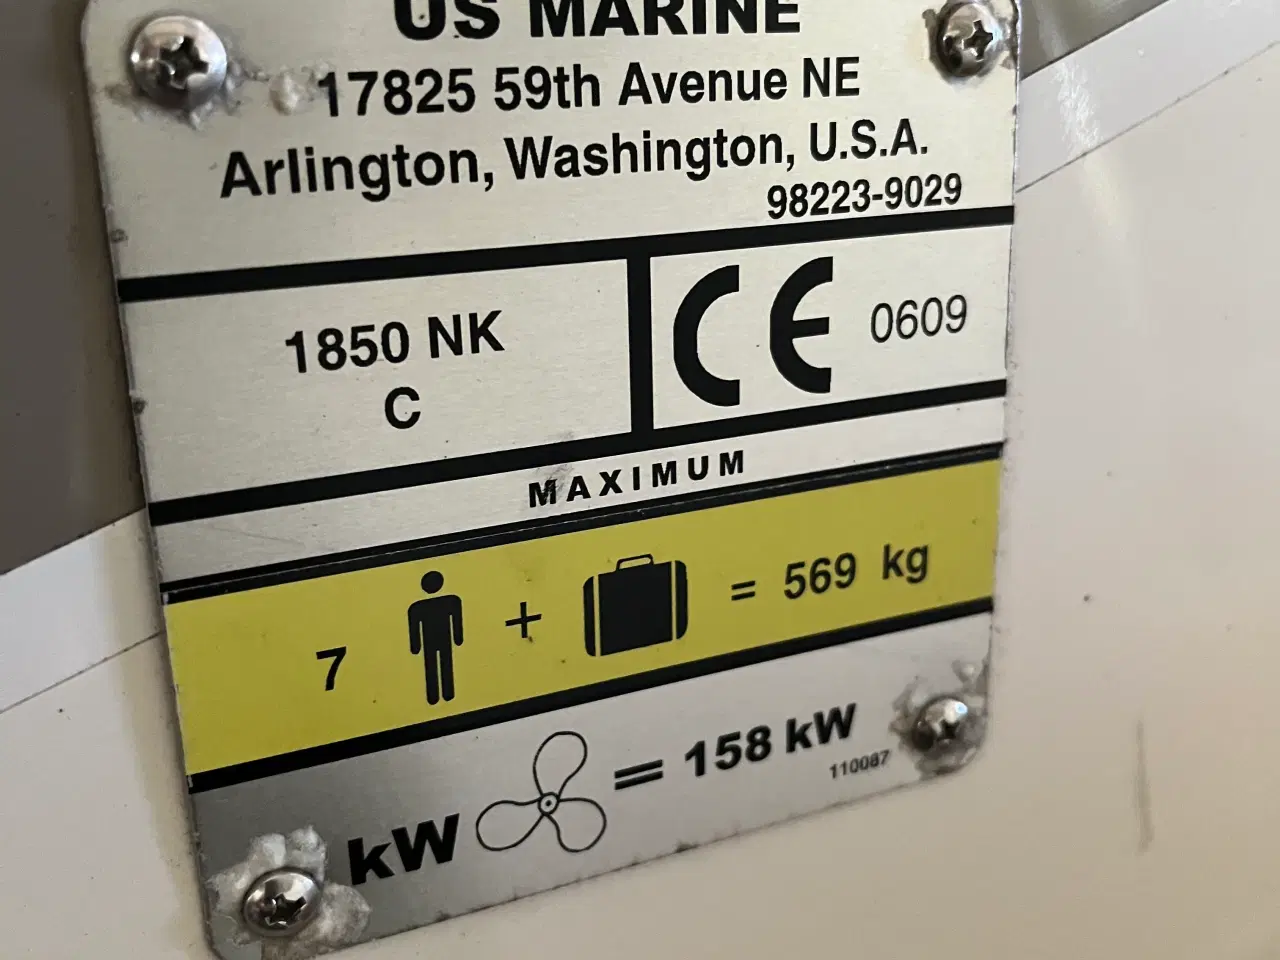 US MARINE
17825 59th Avenue NE
Arlington, Washington, U.S.A.
98223-9029
1850 NK
C
CE 0609
MAXIMUM
7 + = 569 kg
kW = 158 kW
110087